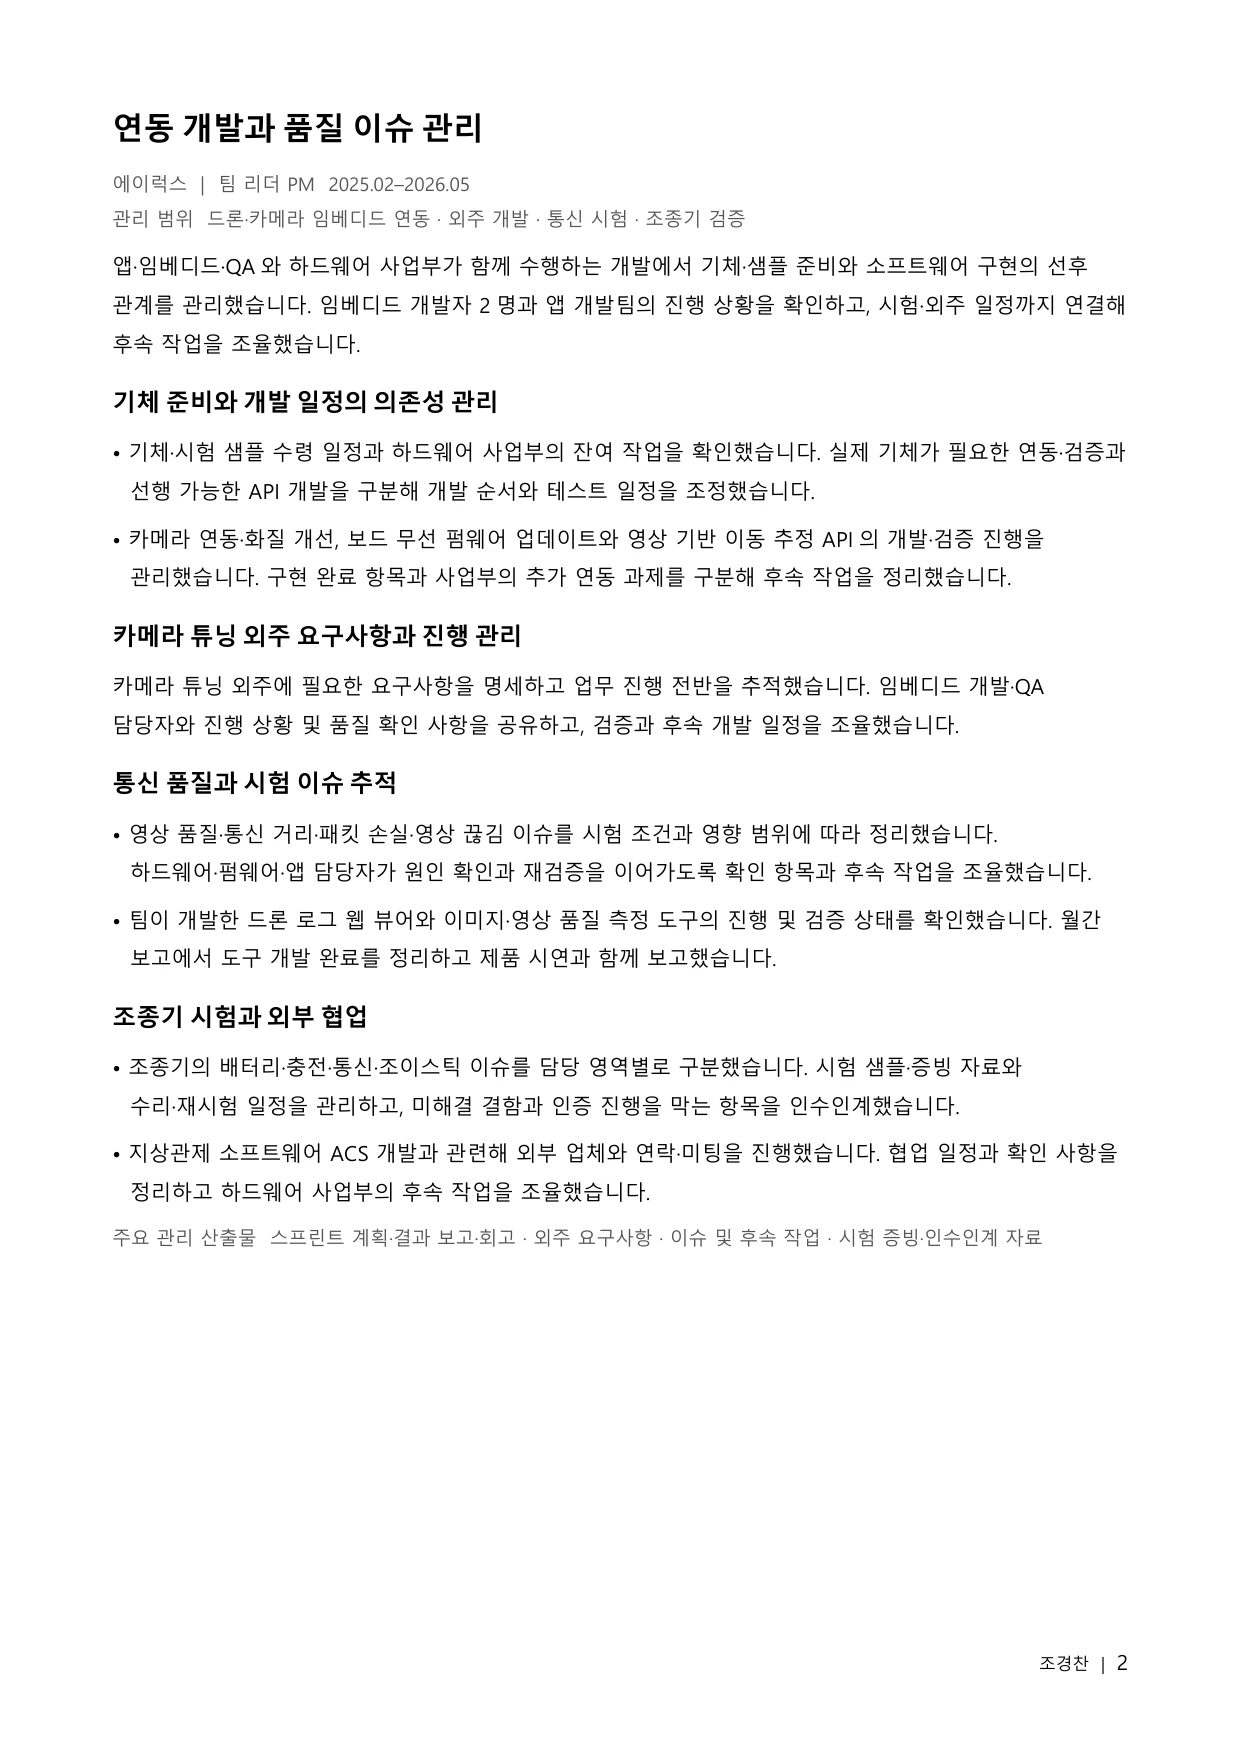 연동 개발과 품질 이슈 관리
에이럭스 | 팀 리더 PM 2025.02–2026.05
관리 범위 드론·카메라 임베디드 연동 · 외주 개발 · 통신 시험 · 조종기 검증
앱·임베디드·QA 와 하드웨어 사업부가 함께 수행하는 개발에서 기체·샘플 준비와 소프트웨어 구현의 선후
관계를 관리했습니다. 임베디드 개발자 2 명과 앱 개발팀의 진행 상황을 확인하고, 시험·외주 일정까지 연결해
후속 작업을 조율했습니다.
기체 준비와 개발 일정의 의존성 관리
• 기체·시험 샘플 수령 일정과 하드웨어 사업부의 잔여 작업을 확인했습니다. 실제 기체가 필요한 연동·검증과
선행 가능한 API 개발을 구분해 개발 순서와 테스트 일정을 조정했습니다.
• 카메라 연동·화질 개선, 보드 무선 펌웨어 업데이트와 영상 기반 이동 추정 API 의 개발·검증 진행을
관리했습니다. 구현 완료 항목과 사업부의 추가 연동 과제를 구분해 후속 작업을 정리했습니다.
카메라 튜닝 외주 요구사항과 진행 관리
카메라 튜닝 외주에 필요한 요구사항을 명세하고 업무 진행 전반을 추적했습니다. 임베디드 개발·QA
담당자와 진행 상황 및 품질 확인 사항을 공유하고, 검증과 후속 개발 일정을 조율했습니다.
통신 품질과 시험 이슈 추적
• 영상 품질·통신 거리·패킷 손실·영상 끊김 이슈를 시험 조건과 영향 범위에 따라 정리했습니다.
하드웨어·펌웨어·앱 담당자가 원인 확인과 재검증을 이어가도록 확인 항목과 후속 작업을 조율했습니다.
• 팀이 개발한 드론 로그 웹 뷰어와 이미지·영상 품질 측정 도구의 진행 및 검증 상태를 확인했습니다. 월간
보고에서 도구 개발 완료를 정리하고 제품 시연과 함께 보고했습니다.
조종기 시험과 외부 협업
• 조종기의 배터리·충전·통신·조이스틱 이슈를 담당 영역별로 구분했습니다. 시험 샘플·증빙 자료와
수리·재시험 일정을 관리하고, 미해결 결함과 인증 진행을 막는 항목을 인수인계했습니다.
• 지상관제 소프트웨어 ACS 개발과 관련해 외부 업체와 연락·미팅을 진행했습니다. 협업 일정과 확인 사항을
정리하고 하드웨어 사업부의 후속 작업을 조율했습니다.
주요 관리 산출물 스프린트 계획·결과 보고·회고 · 외주 요구사항 · 이슈 및 후속 작업 · 시험 증빙·인수인계 자료
조경찬 | 2